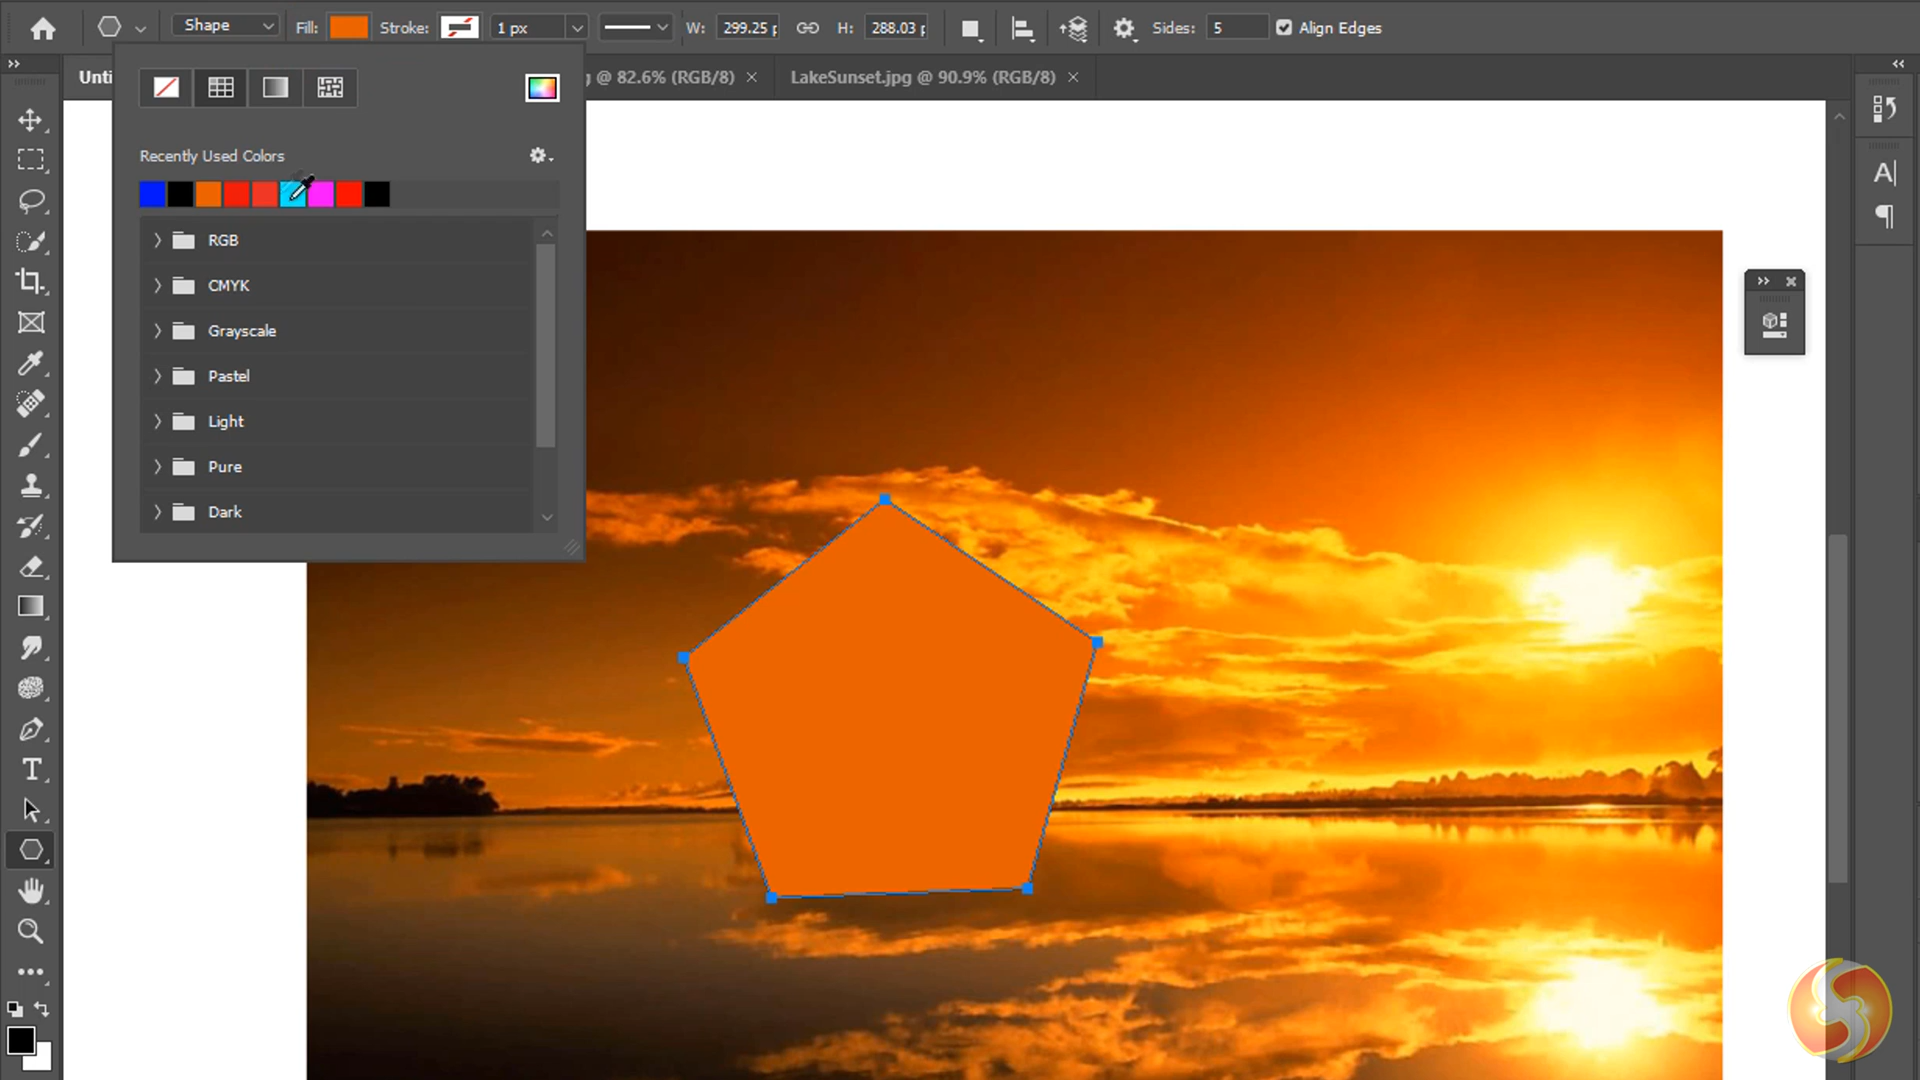 Shape Fill: Stroke: 1 px W: 299.25 p H: 288.03 p Sides: 5 Align Edges
Unti g @ 82.6% (RGB/8) × LakeSunset.jpg @ 90.9% (RGB/8) ×
Recently Used Colors
RGB
CMYK
Grayscale
Pastel
Light
Pure
Dark